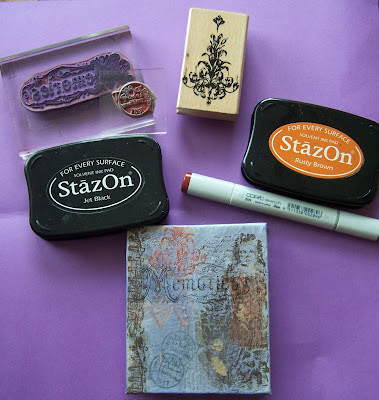 FOR EVERY SURFACE
SOLVENT INK PAD
StāzOn
Jet Black
FOR EVERY SURFACE
SOLVENT INK PAD
StāzOn
Rusty Brown
COPIC
Memories